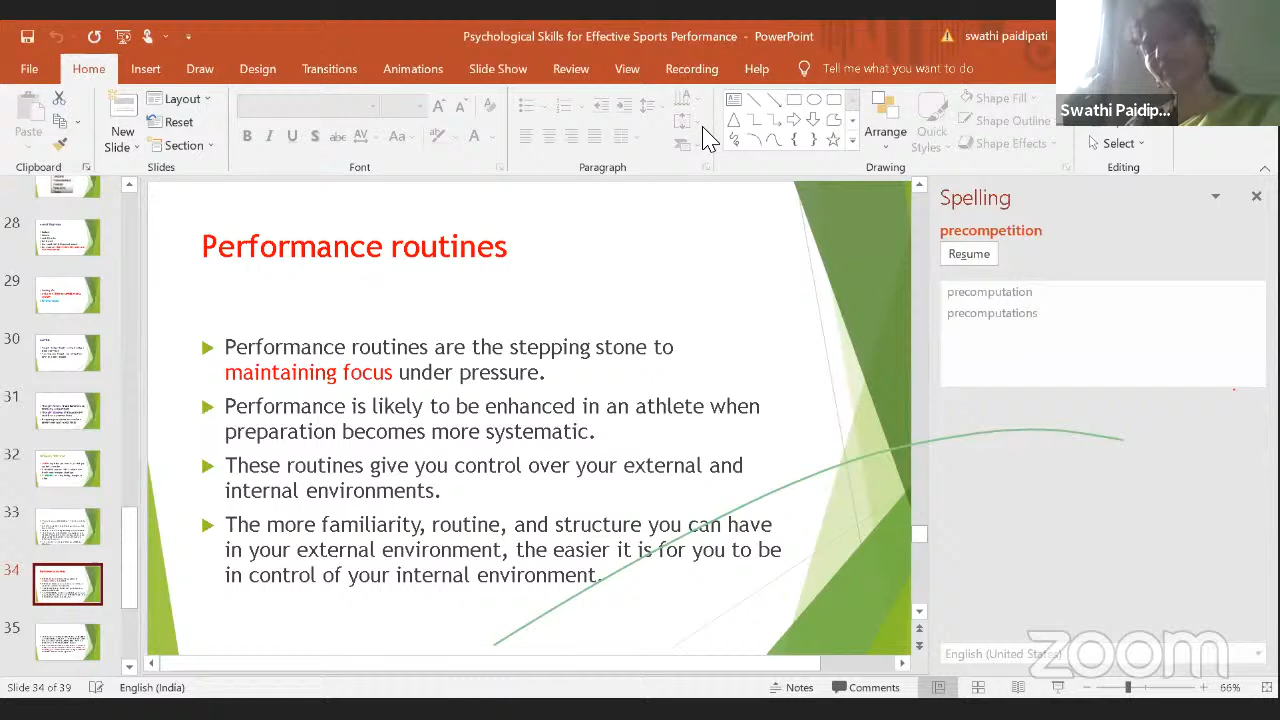 Psychological Skills for Effective Sports Performance - PowerPoint
swathi paidipati
File Home Insert Draw Design Transitions Animations Slide Show Review View Recording Help Tell me what you want to do
Swathi Paidip...
Paste
New
Slide
Layout
Reset
Section
B I U S abc AV Aa A
Arrange
Quick
Styles
Shape Fill
Shape Outline
Shape Effects
Select
Clipboard Slides Font Paragraph Drawing Editing
28
29
30
31
32
33
34
35
Performance routines
Performance routines are the stepping stone to
maintaining focus under pressure.
Performance is likely to be enhanced in an athlete when
preparation becomes more systematic.
These routines give you control over your external and
internal environments.
The more familiarity, routine, and structure you can have
in your external environment, the easier it is for you to be
in control of your internal environment.
Spelling
precompetition
Resume
precomputation
precomputations
English (United States)
zoom
Slide 34 of 39 English (India) Notes Comments 66%